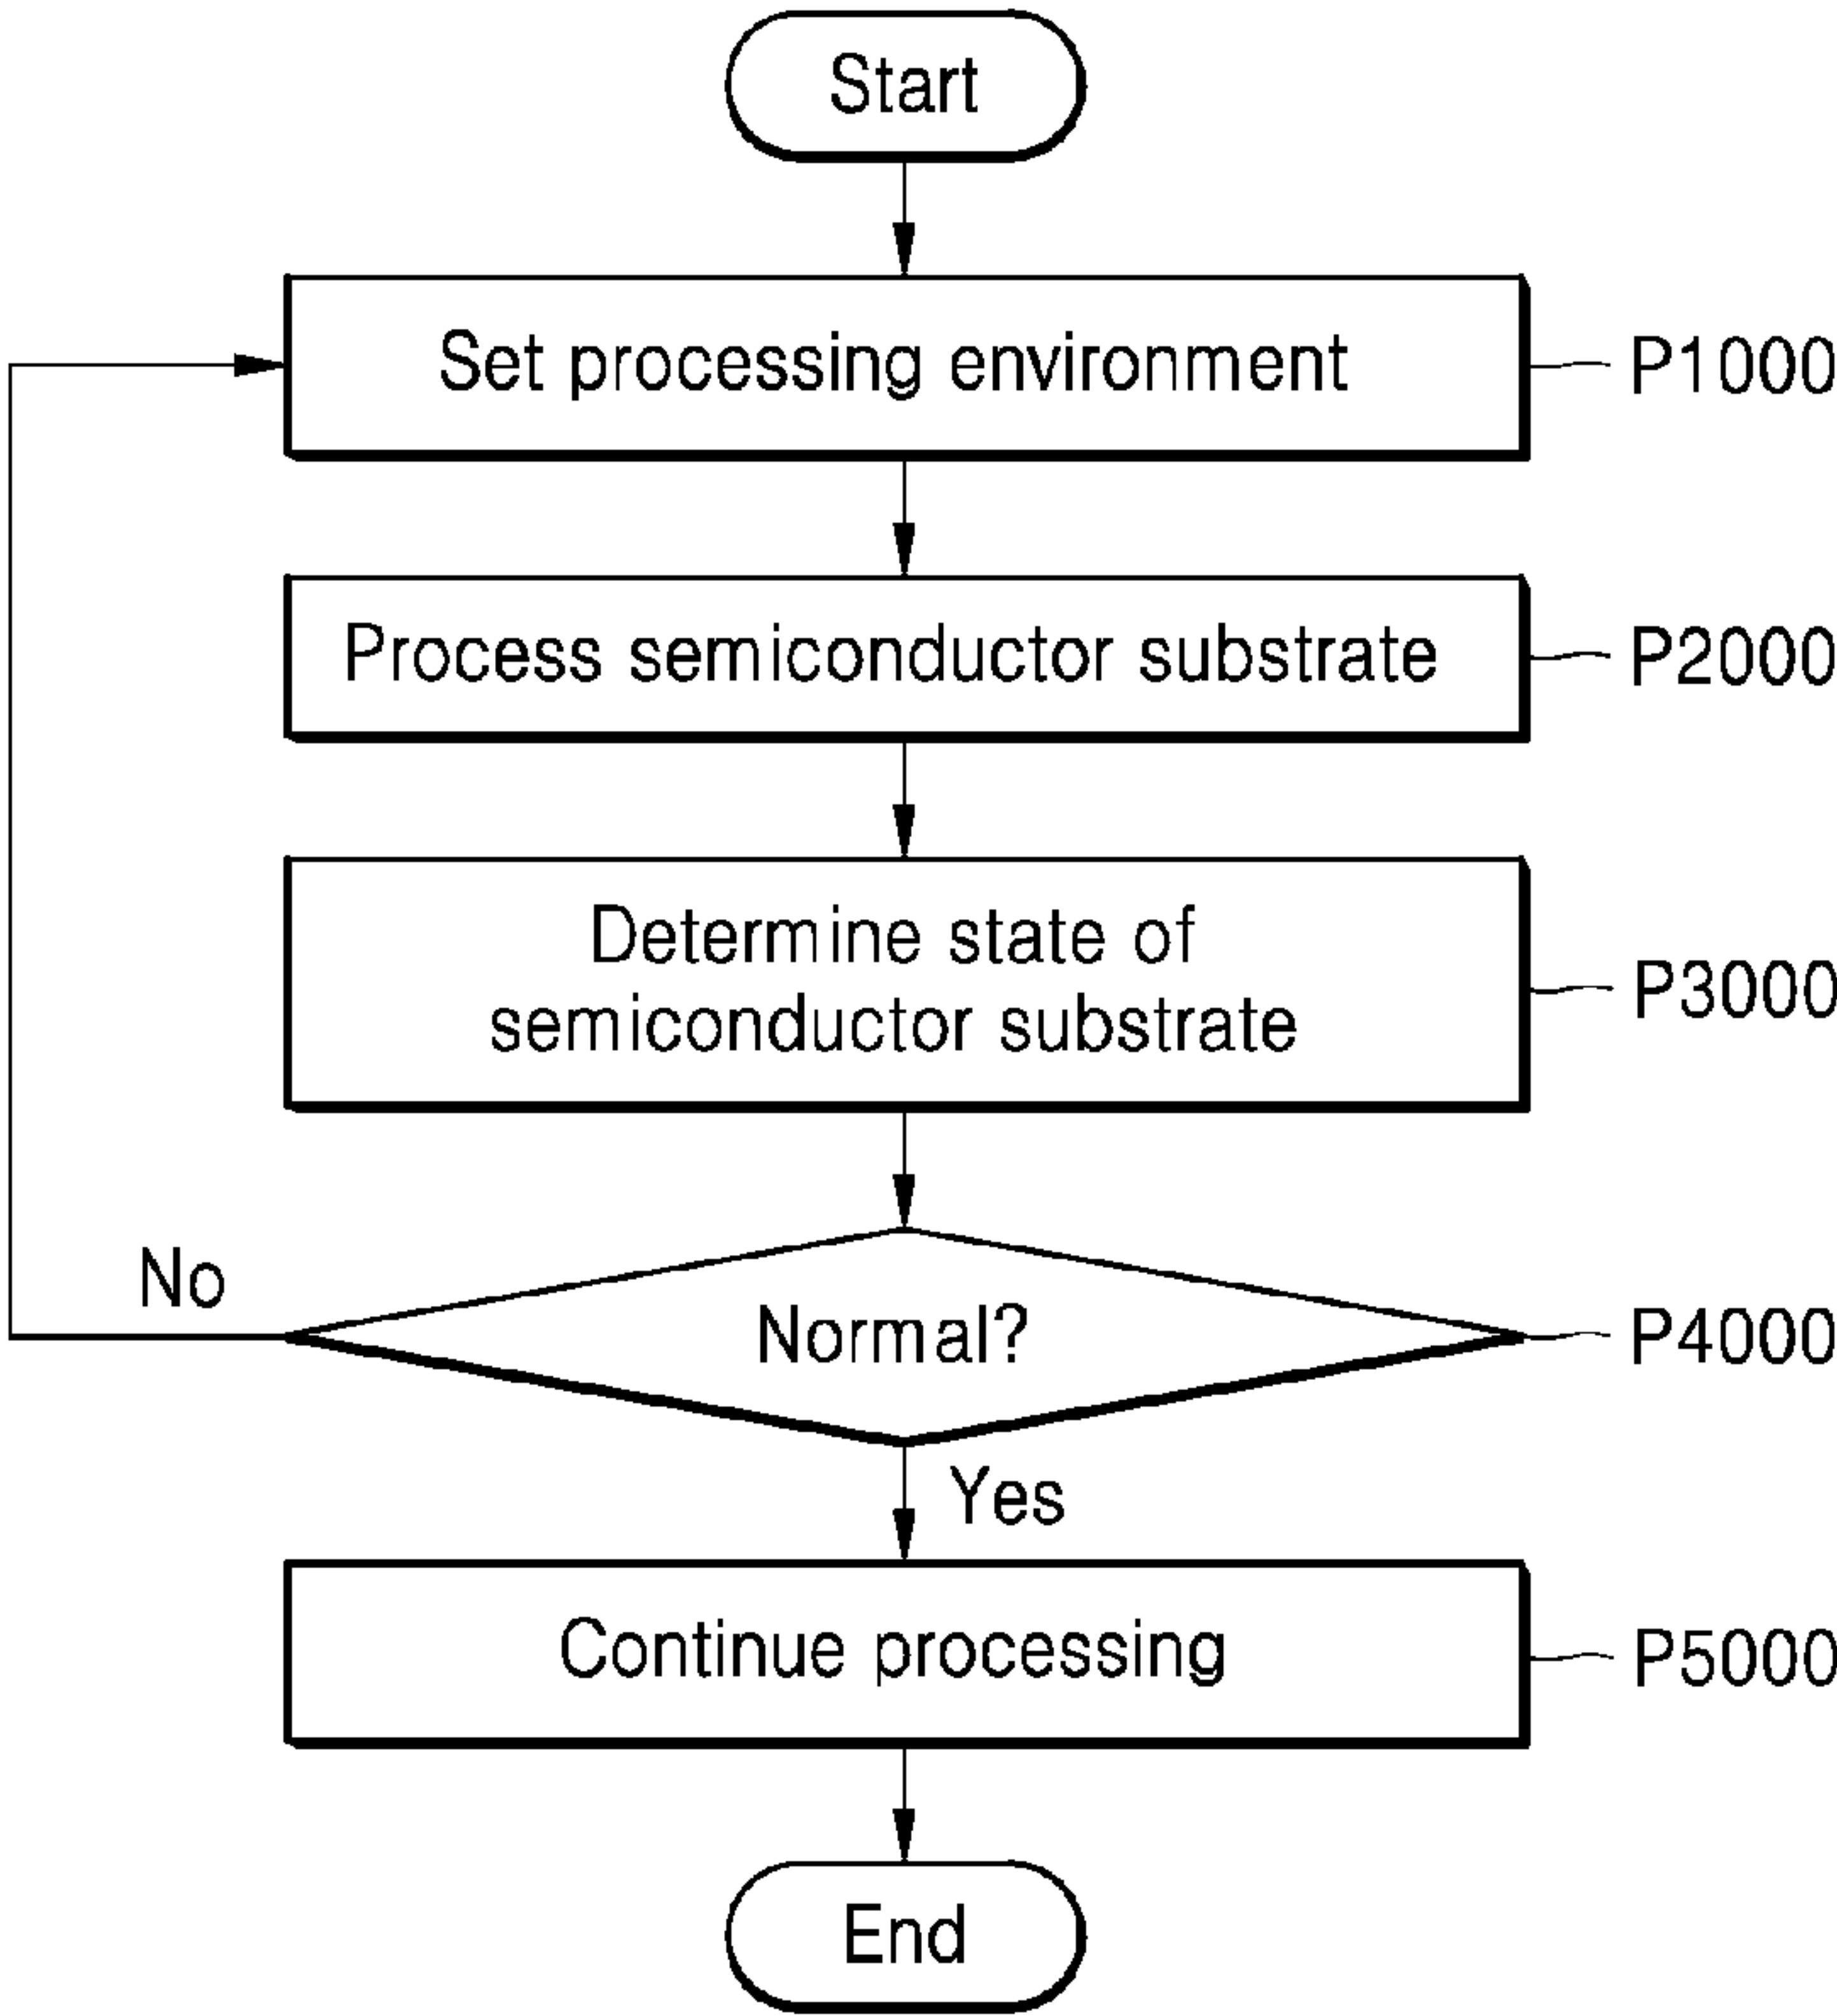 Start
Set processing environment
P1000
Process semiconductor substrate
P2000
Determine state of
semiconductor substrate
P3000
No
Normal?
P4000
Yes
Continue processing
P5000
End